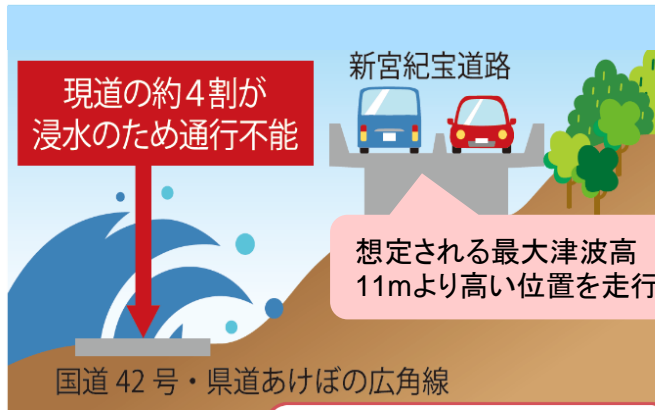 新宮紀宝道路
現道の約4割が
浸水のため通行不能
想定される最大津波高
11mより高い位置を走行
国道42号・県道あけぼの広角線